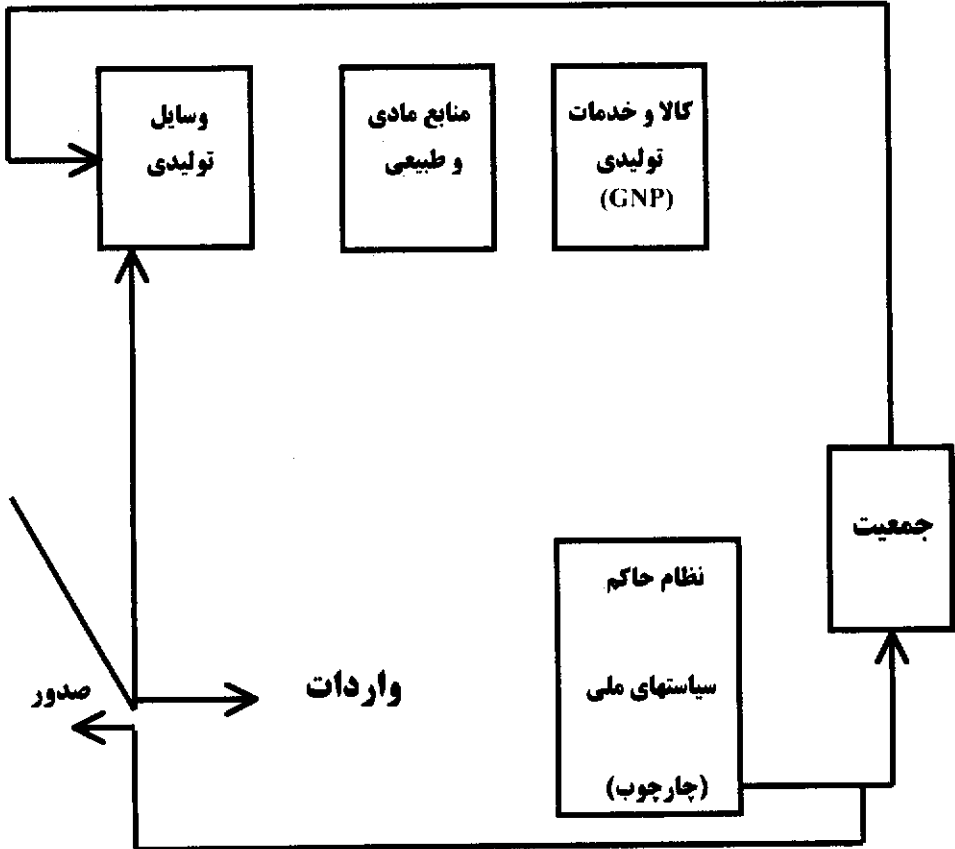 کالا و خدمات
تولیدی
(GNP)
منابع مادی
و طبیعی
وسایل
تولیدی
جمعیت
نظام حاکم
سیاستهای ملی
(چارچوب)
واردات
صدور